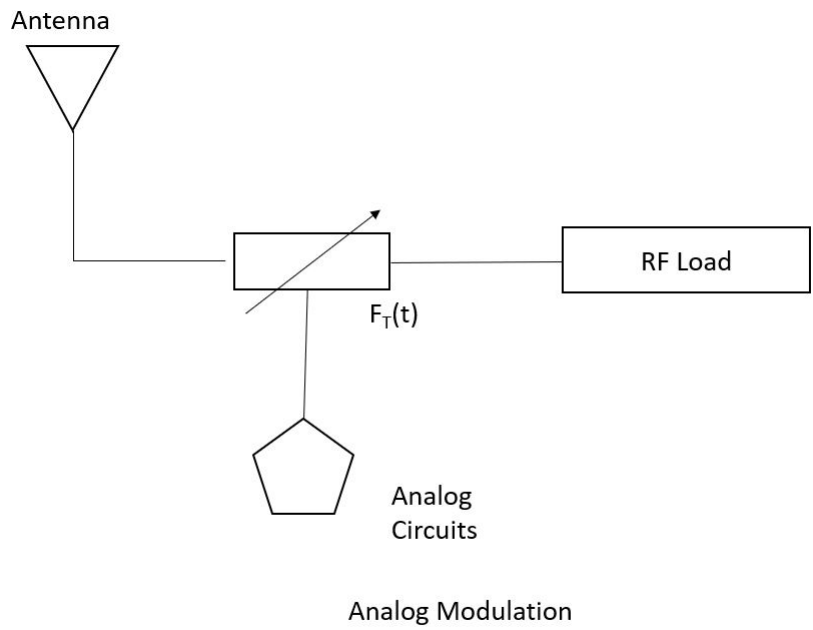 Antenna
RF Load
F_T(t)
Analog
Circuits
Analog Modulation